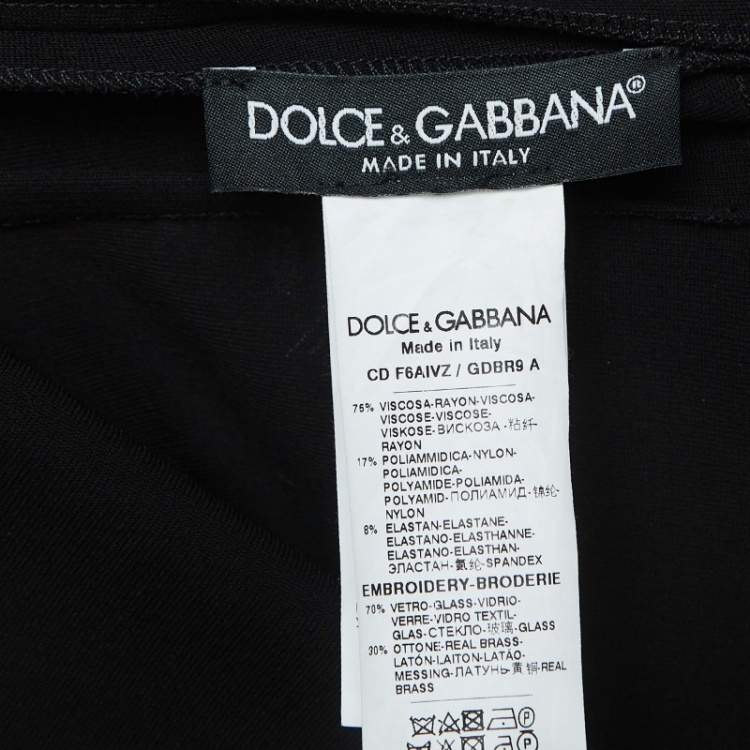 DOLCE & GABBANA®
MADE IN ITALY
DOLCE & GABBANA
Made in Italy
CD F6AIVZ / GDBR9 A
75% VISCOSA-RAYON-VISCOSA-
VISCOSE-VISCOSE-
VISKOSE-ВИСКОЗА-粘纤-
RAYON
17% POLIAMMIDICA-NYLON-
POLIAMIDICA-
POLYAMIDE-POLIAMIDA-
POLYAMID-ПОЛИАМИД-锦纶-
NYLON
8% ELASTAN-ELASTANE-
ELASTANO-ELASTHANNE-
ELASTANO-ELASTHAN-
ЭЛАСТАН-氨纶-SPANDEX
EMBROIDERY-BRODERIE
70% VETRO-GLASS-VIDRIO-
VERRE-VIDRO TEXTIL-
GLAS-СТЕКЛО-玻璃-GLASS
30% OTTONE-REAL BRASS-
LATÓN-LAITON-LATÃO-
MESSING-ЛАТУНЬ-黄铜-REAL
BRASS
P